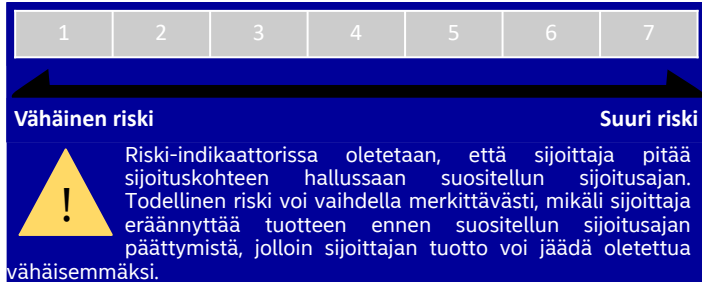 1 2 3 4 5 6 7
Vähäinen riski Suuri riski
! Riski-indikaattorissa oletetaan, että sijoittaja pitää
sijoituskohteen hallussaan suositellun sijoitusajan.
Todellinen riski voi vaihdella merkittävästi, mikäli sijoittaja
eräännyttää tuotteen ennen suositellun sijoitusajan
päättymistä, jolloin sijoittajan tuotto voi jäädä oletettua
vähäisemmäksi.